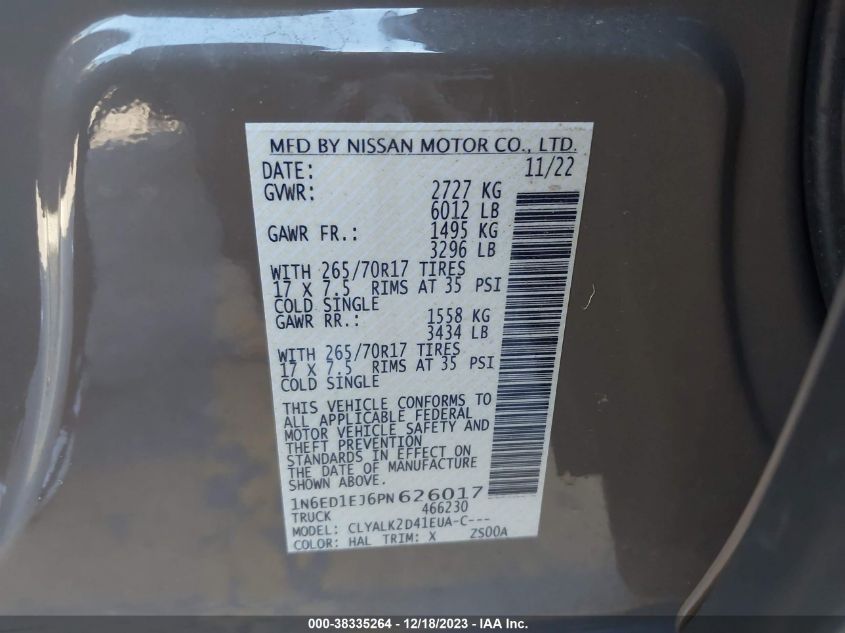 MFD BY NISSAN MOTOR CO., LTD.
DATE: 11/22
GVWR: 2727 KG
6012 LB
GAWR FR.: 1495 KG
3296 LB
WITH 265/70R17 TIRES
17 X 7.5 RIMS AT 35 PSI
COLD SINGLE
GAWR RR.: 1558 KG
3434 LB
WITH 265/70R17 TIRES
17 X 7.5 RIMS AT 35 PSI
COLD SINGLE
THIS VEHICLE CONFORMS TO
ALL APPLICABLE FEDERAL
MOTOR VEHICLE SAFETY AND
THEFT PREVENTION
STANDARDS IN EFFECT ON
THE DATE OF MANUFACTURE
SHOWN ABOVE.
1N6ED1EJ6PN626017
TRUCK 466230
MODEL: CLYALKZD41EUA-C---
COLOR: HAL TRIM: X ZS00A
000-38335264 - 12/18/2023 - IAA Inc.